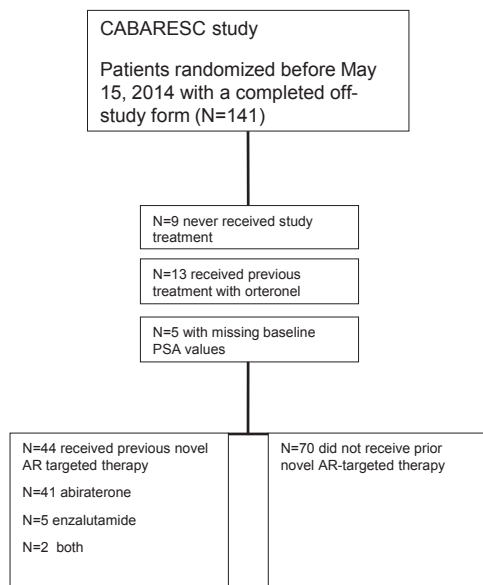 CABARESC study
Patients randomized before May
15, 2014 with a completed off-
study form (N=141)
N=9 never received study
treatment
N=13 received previous
treatment with orteronel
N=5 with missing baseline
PSA values
N=44 received previous novel
AR targeted therapy
N=41 abiraterone
N=5 enzalutamide
N=2 both
N=70 did not receive prior
novel AR-targeted therapy